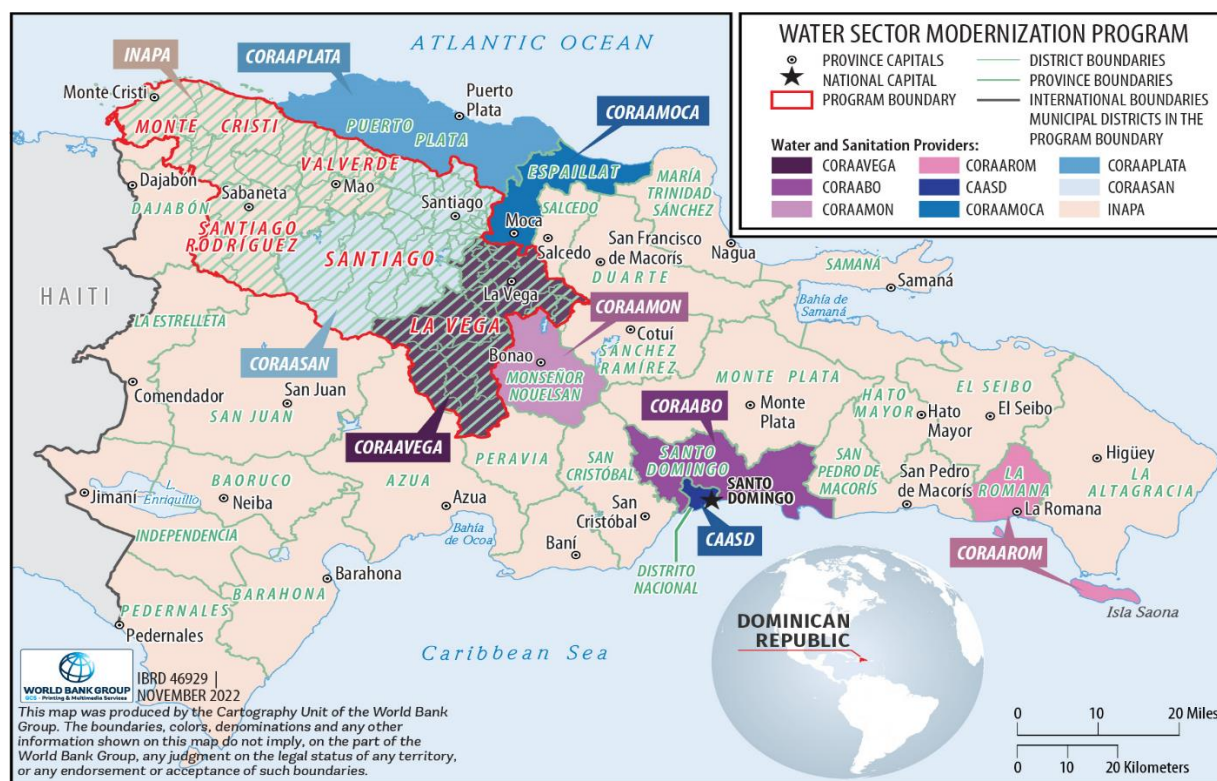 WATER SECTOR MODERNIZATION PROGRAM
PROVINCE CAPITALS
NATIONAL CAPITAL
PROGRAM BOUNDARY
DISTRICT BOUNDARIES
PROVINCE BOUNDARIES
INTERNATIONAL BOUNDARIES
MUNICIPAL DISTRICTS IN THE
PROGRAM BOUNDARY
Water and Sanitation Providers:
CORAAVEGA
CORAABO
CORAAMON
CORAAROM
CAASD
CORAAMOCA
CORAAPLATA
CORAASAN
INAPA
ATLANTIC OCEAN
INAPA
CORAAPLATA
Monte Cristi
Puerto
Plata
CORAAMOCA
MONTE CRISTI
PUERTO
PLATA
VALVERDE
ESPAILLAT
Dajabón
Sabaneta
Mao
Santiago
MARÍA
TRINIDAD
SÁNCHEZ
DAJABÓN
SALCEDO
Moca
SANTIAGO
RODRÍGUEZ
SANTIAGO
Salcedo
San Francisco
de Macorís
Nagua
DUARTE
SAMANÁ
Samaná
HAITI
La Vega
CORAAMON
Bahía de
Samaná
LA ESTRELLETA
LA VEGA
Cotuí
SÁNCHEZ
RAMÍREZ
CORAASAN
Bonao
MONSEÑOR
NOUELSÁN
MONTE PLATA
Comendador
San Juan
SAN JUAN
HATO
MAYOR
EL SEIBO
Hato
Mayor
El Seibo
CORAABO
Monte
Plata
CORAAVEGA
PERAVIA
SAN
CRISTÓBAL
SANTO
DOMINGO
SAN
PEDRO DE
MACORÍS
San Pedro
de Macorís
LA
ROMANA
Higüey
LA
ALTAGRACIA
BAORUCO
AZUA
SANTO
DOMINGO
Jimaní
L.
Enriquillo
Neiba
Azua
San
Cristóbal
La Romana
INDEPENDENCIA
Bahía
de Ocoa
Baní
CAASD
CORAAROM
DISTRITO
NACIONAL
Barahona
BARAHONA
PEDERNALES
Pedernales
Isla Saona
DOMINICAN
REPUBLIC
Caribbean Sea
WORLD BANK GROUP
GCS - Printing & Multimedia Services
IBRD 46929 |
NOVEMBER 2022
This map was produced by the Cartography Unit of the World Bank
Group. The boundaries, colors, denominations and any other
information shown on this map do not imply, on the part of the
World Bank Group, any judgment on the legal status of any territory,
or any endorsement or acceptance of such boundaries.
0 10 20 Miles
0 10 20 Kilometers